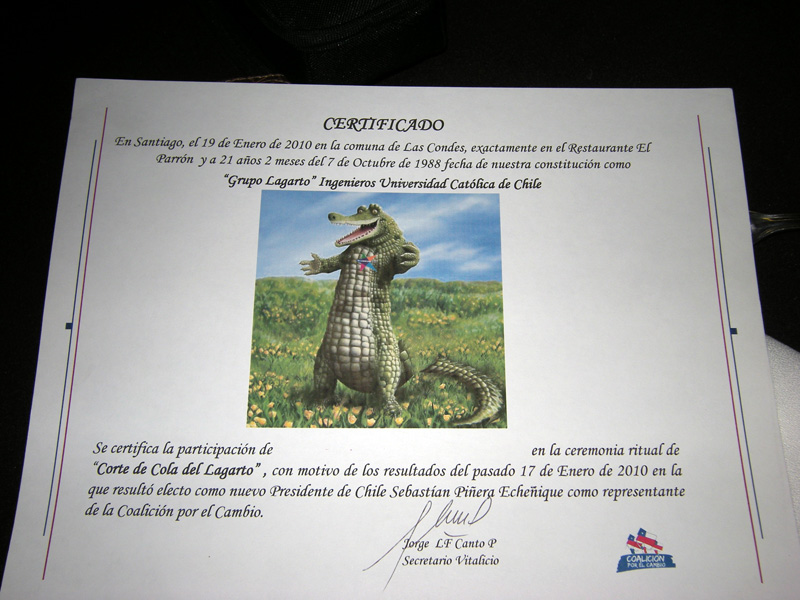 CERTIFICADO
En Santiago, el 19 de Enero de 2010 en la comuna de Las Condes, exactamente en el Restaurante El
Parrón y a 21 años 2 meses del 7 de Octubre de 1988 fecha de nuestra constitución como
"Grupo Lagarto" Ingenieros Universidad Católica de Chile
Se certifica la participación de en la ceremonia ritual de
"Corte de Cola del Lagarto", con motivo de los resultados del pasado 17 de Enero de 2010 en la
que resultó electo como nuevo Presidente de Chile Sebastían Piñera Echeñique como representante
de la Coalición por el Cambio.
Jorge LF Canto P
Secretario Vitalicio
COALICIÓN
POR EL CAMBIO